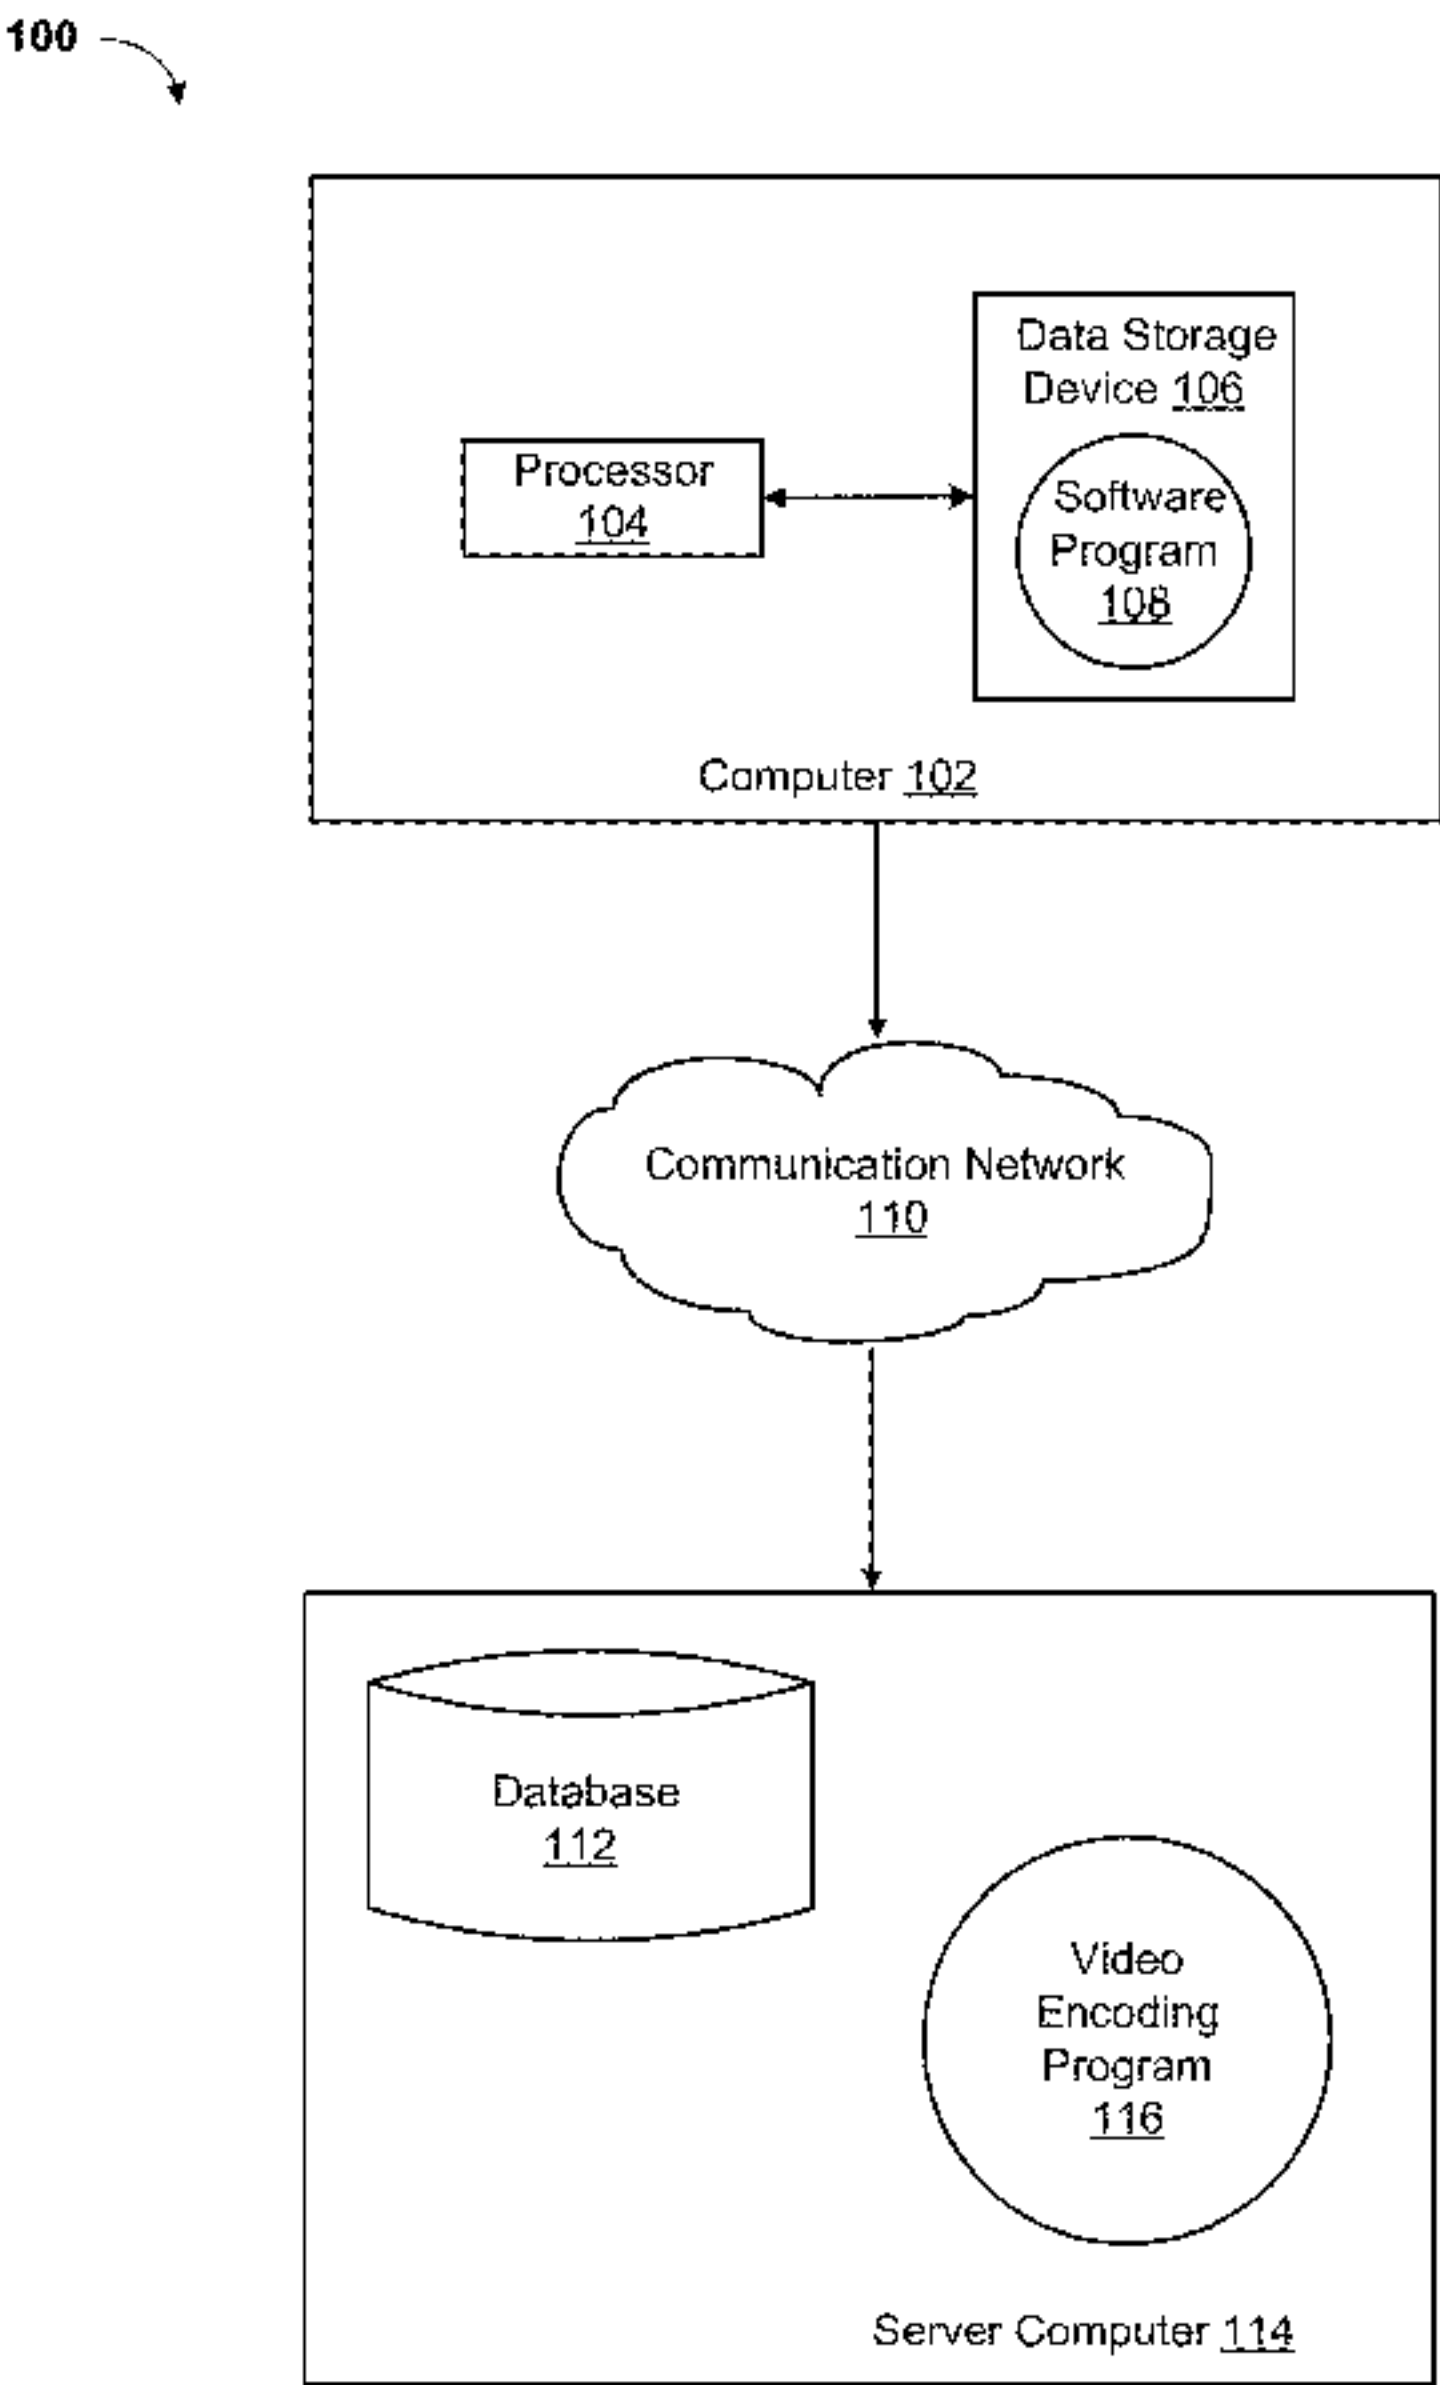 100
Data Storage
Device 106
Processor
104
Software
Program
108
Computer 102
Communication Network
110
Database
112
Video
Encoding
Program
116
Server Computer 114